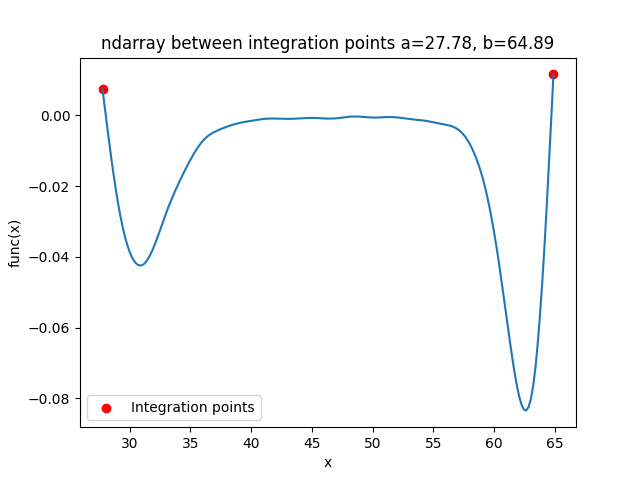 ndarray between integration points a=27.78, b=64.89
0.00
−0.02
−0.04
−0.06
−0.08
func(x)
Integration points
30 35 40 45 50 55 60 65
x